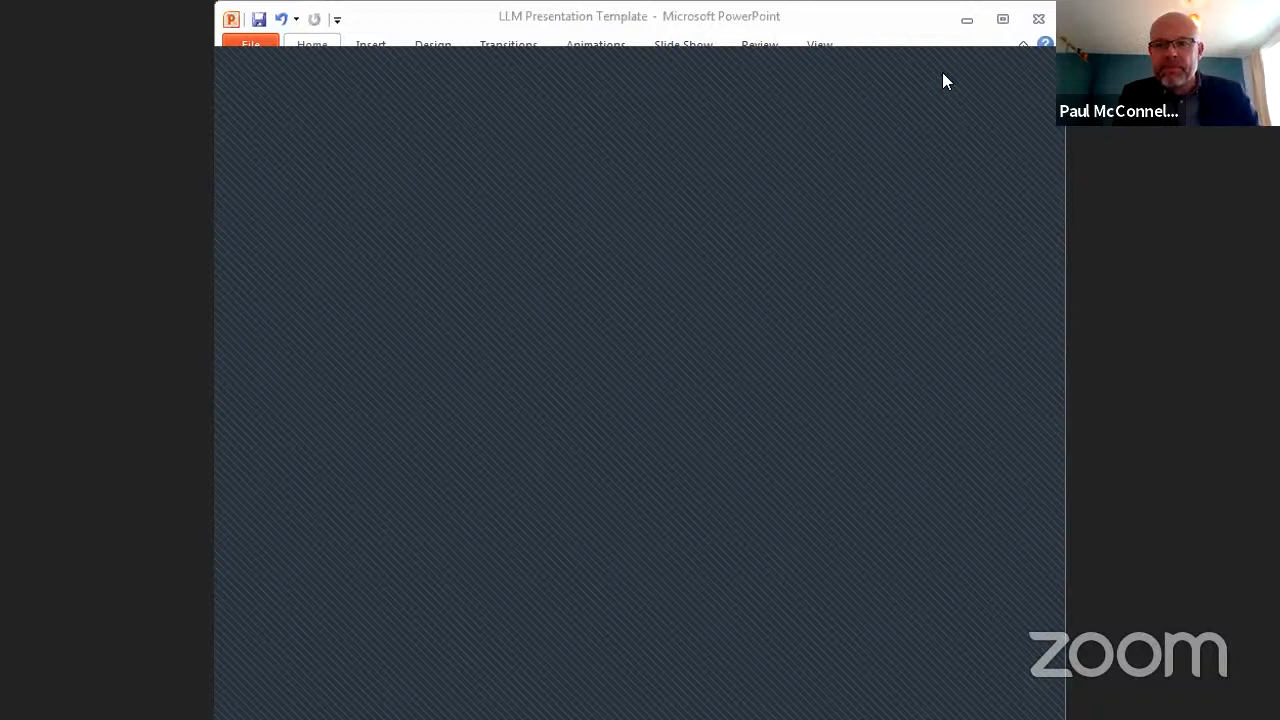 LLM Presentation Template - Microsoft PowerPoint
File Home Insert Design Transitions Animations Slide Show Review View
Paul McConnel...
zoom